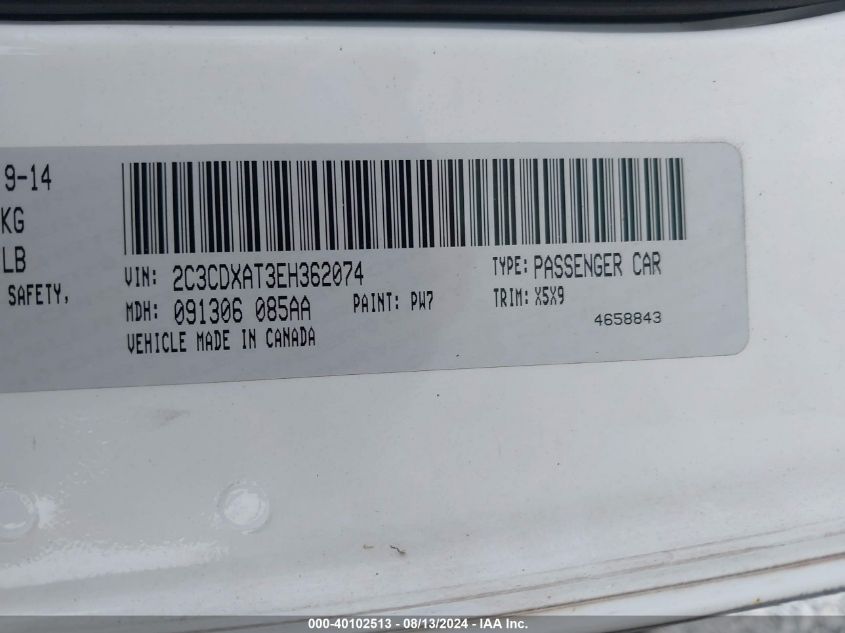 9-14
KG
LB
SAFETY,
VIN: 2C3CDXAT3EH362074
TYPE: PASSENGER CAR
MDH: 091306 085AA
PAINT: PW7
TRIM: X5X9
VEHICLE MADE IN CANADA
4658843
000-40102513 - 08/13/2024 - IAA Inc.